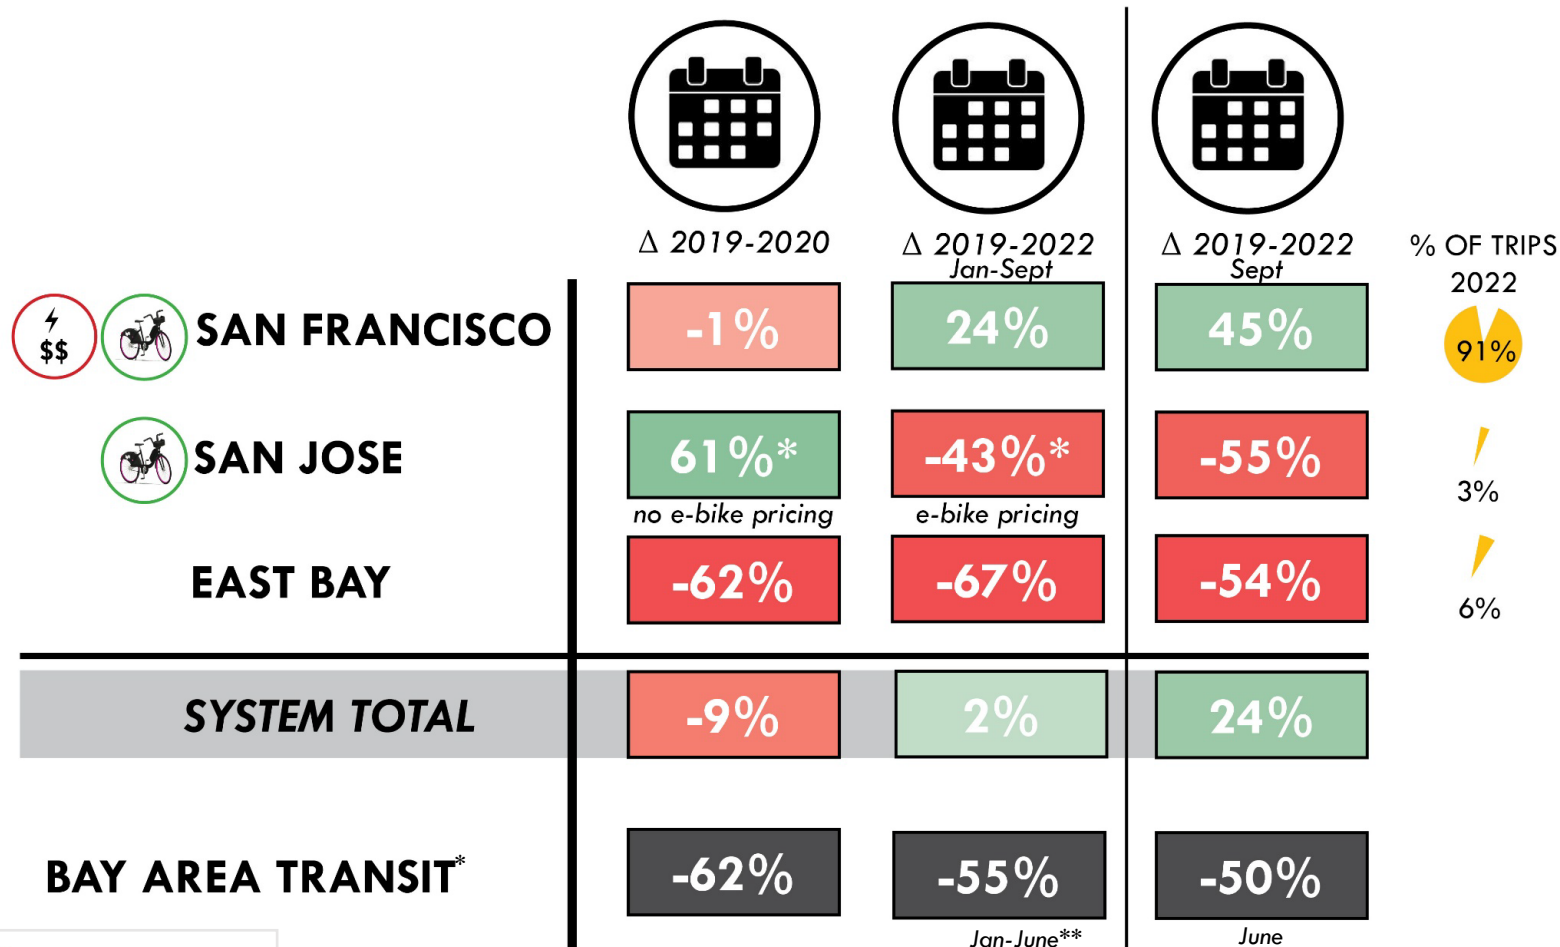 Δ 2019-2020 Δ 2019-2022 Δ 2019-2022 % OF TRIPS
Jan-Sept Sept 2022
$$ SAN FRANCISCO -1% 24% 45% 91%
SAN JOSE 61%* -43%* -55% 3%
no e-bike pricing e-bike pricing
EAST BAY -62% -67% -54% 6%
SYSTEM TOTAL -9% 2% 24%
BAY AREA TRANSIT* -62% -55% -50%
Jan-June** June